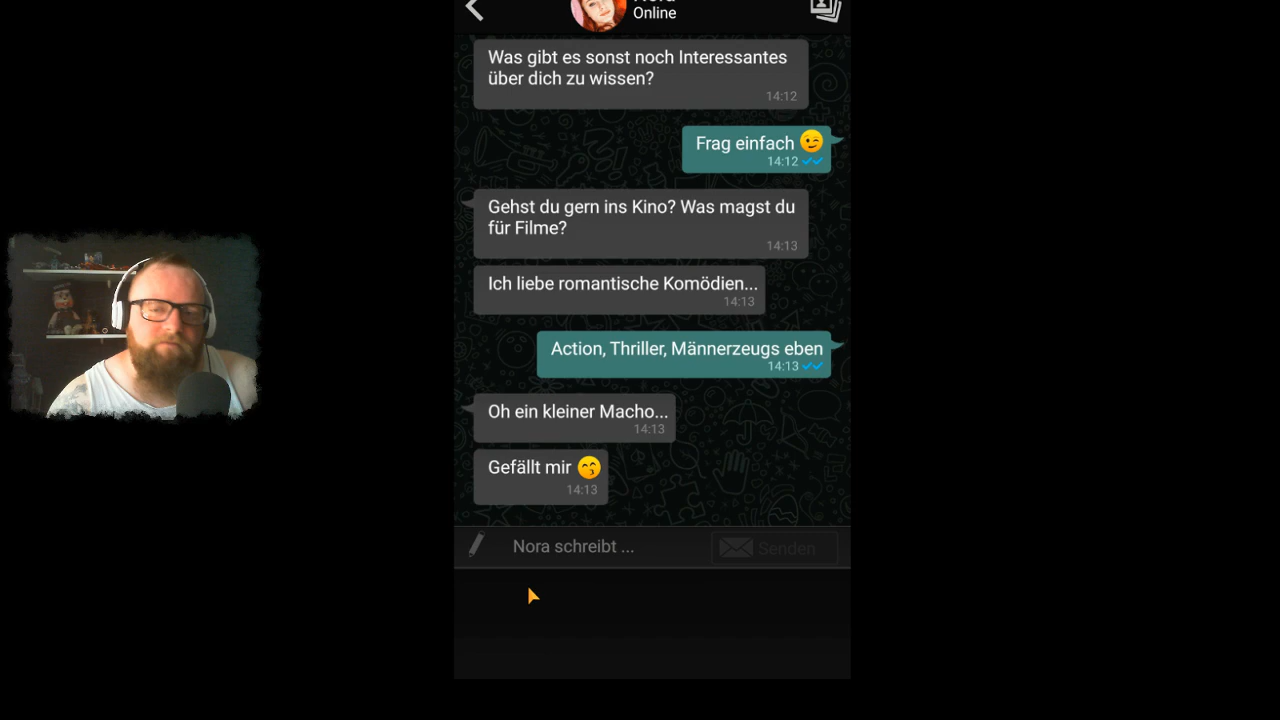 Nora
Online
Was gibt es sonst noch Interessantes
über dich zu wissen?
14:12
Frag einfach 😉
14:12
Gehst du gern ins Kino? Was magst du
für Filme?
14:13
Ich liebe romantische Komödien...
14:13
Action, Thriller, Männerzeugs eben
14:13
Oh ein kleiner Macho...
14:13
Gefällt mir 😙
14:13
Nora schreibt ...
Senden